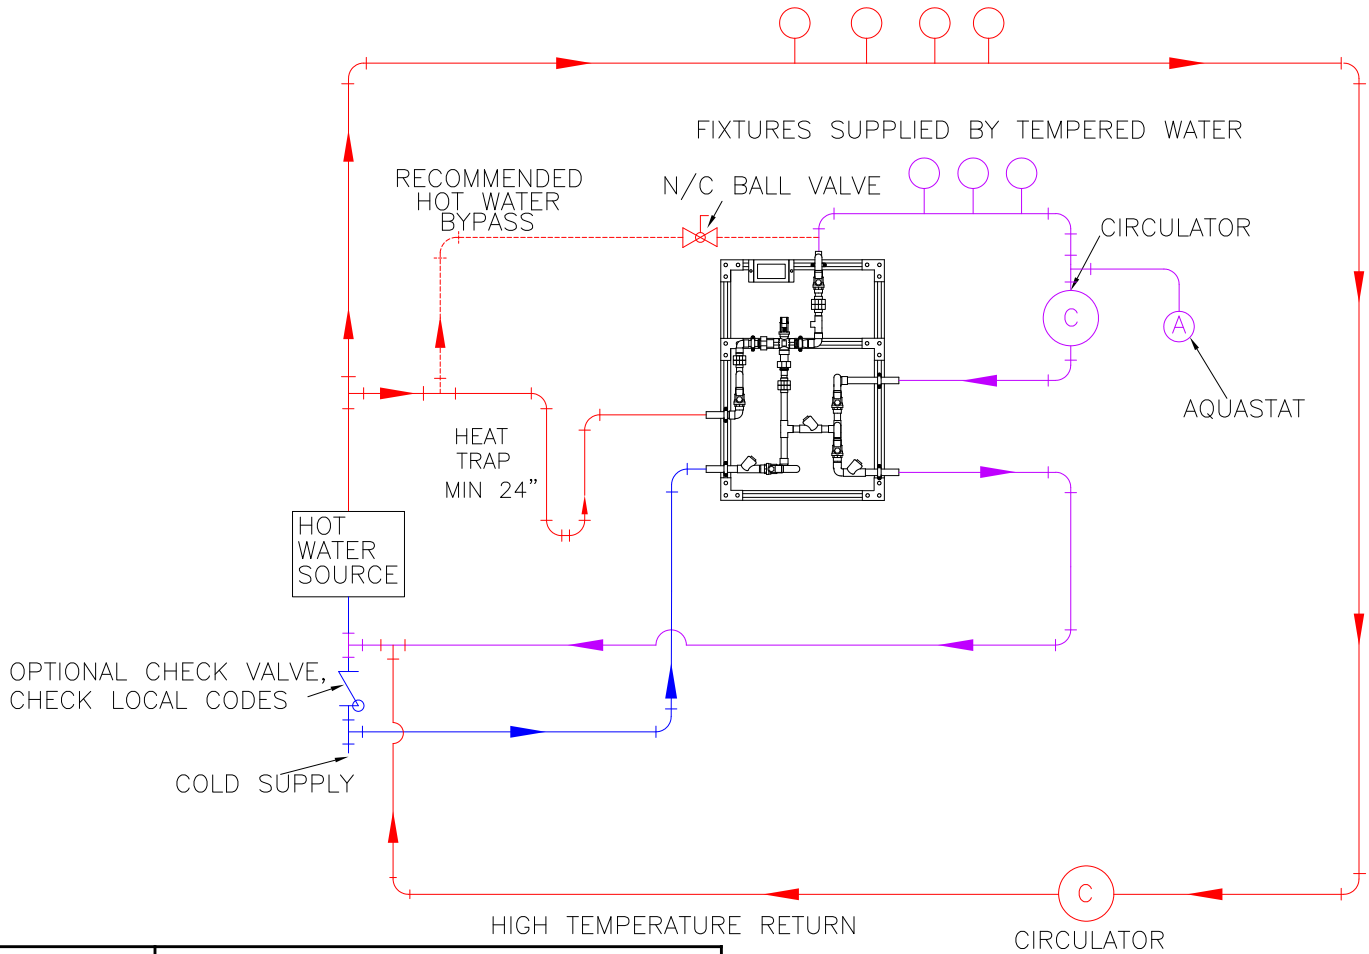 FIXTURES SUPPLIED BY TEMPERED WATER
RECOMMENDED
HOT WATER
BYPASS
N/C BALL VALVE
CIRCULATOR
C
A
AQUASTAT
HEAT
TRAP
MIN 24”
HOT
WATER
SOURCE
OPTIONAL CHECK VALVE,
CHECK LOCAL CODES
COLD SUPPLY
C
HIGH TEMPERATURE RETURN
CIRCULATOR